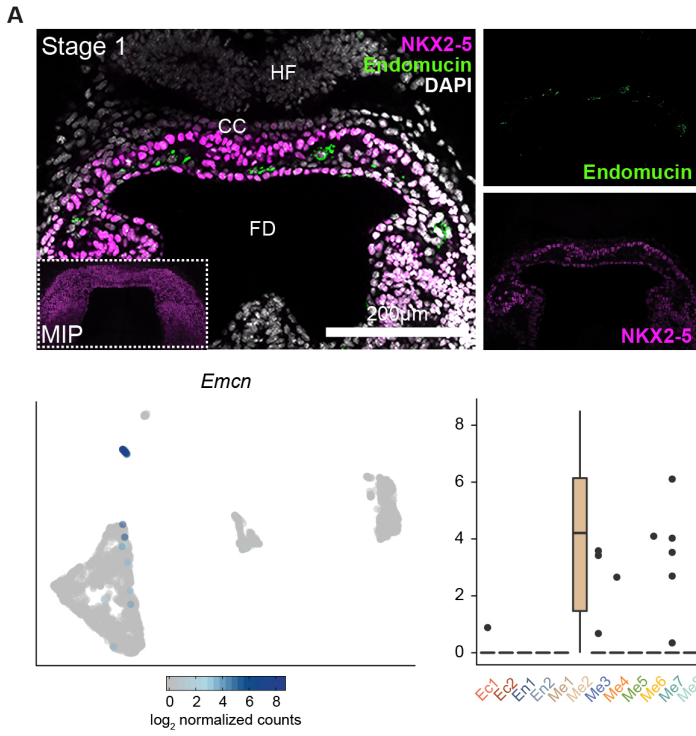 A
Stage 1
NKX2-5
Endomucin
DAPI
HF
CC
FD
200μm
MIP
Endomucin
NKX2-5
Emcn
8
6
4
2
0
0 2 4 6 8
log2 normalized counts
Ec1 Ec2 En1 En2 Me1 Me2 Me3 Me4 Me5 Me6 Me7 Me8